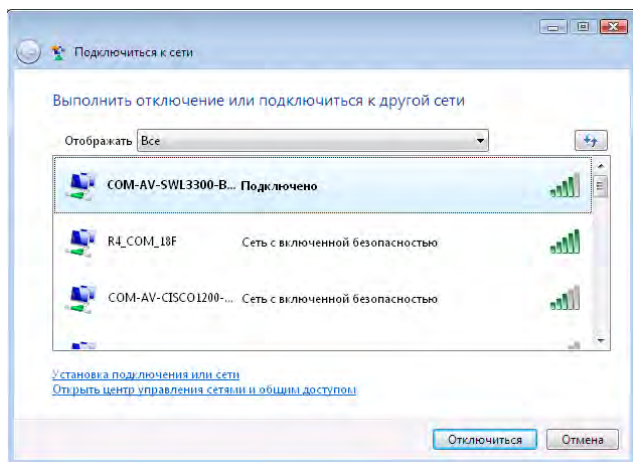 Подключиться к сети
Выполнить отключение или подключиться к другой сети
Отображать Все
COM-AV-SWL3300-B... Подключено
R4_COM_18F Сеть с включенной безопасностью
COM-AV-CISCO1200-... Сеть с включенной безопасностью
Установка подключения или сети
Открыть центр управления сетями и общим доступом
Отключиться Отмена